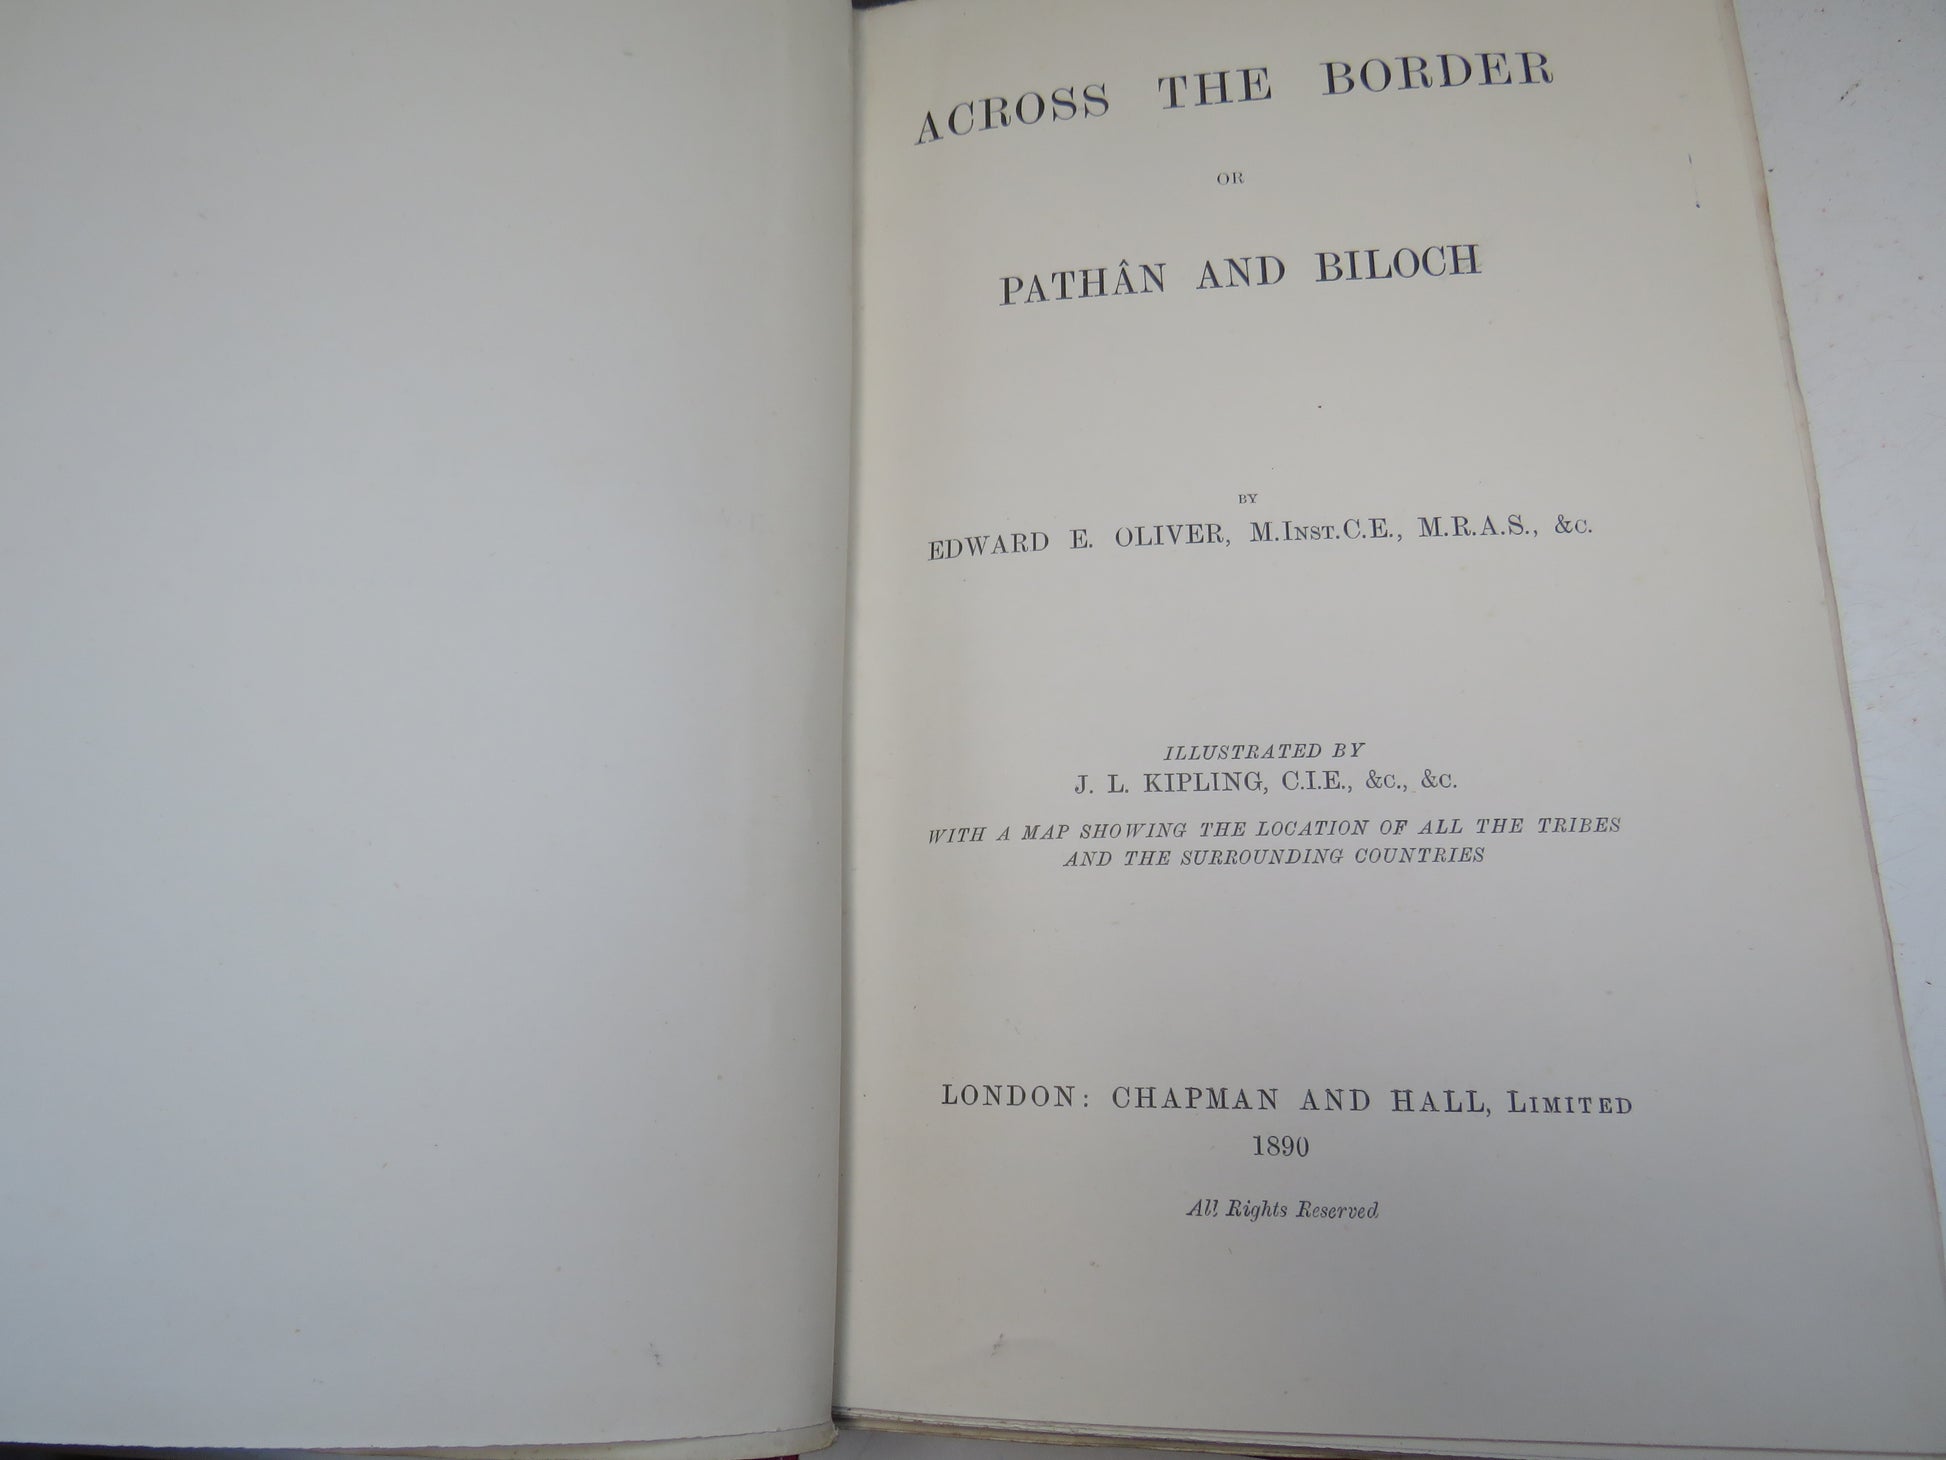 ACROSS THE BORDER
OR
PATHÂN AND BILOCH
BY
EDWARD E. OLIVER, M.INST.C.E., M.R.A.S., &C.
ILLUSTRATED BY
J. L. KIPLING, C.I.E., &C., &C.
WITH A MAP SHOWING THE LOCATION OF ALL THE TRIBES
AND THE SURROUNDING COUNTRIES
LONDON: CHAPMAN AND HALL, LIMITED
1890
All Rights Reserved